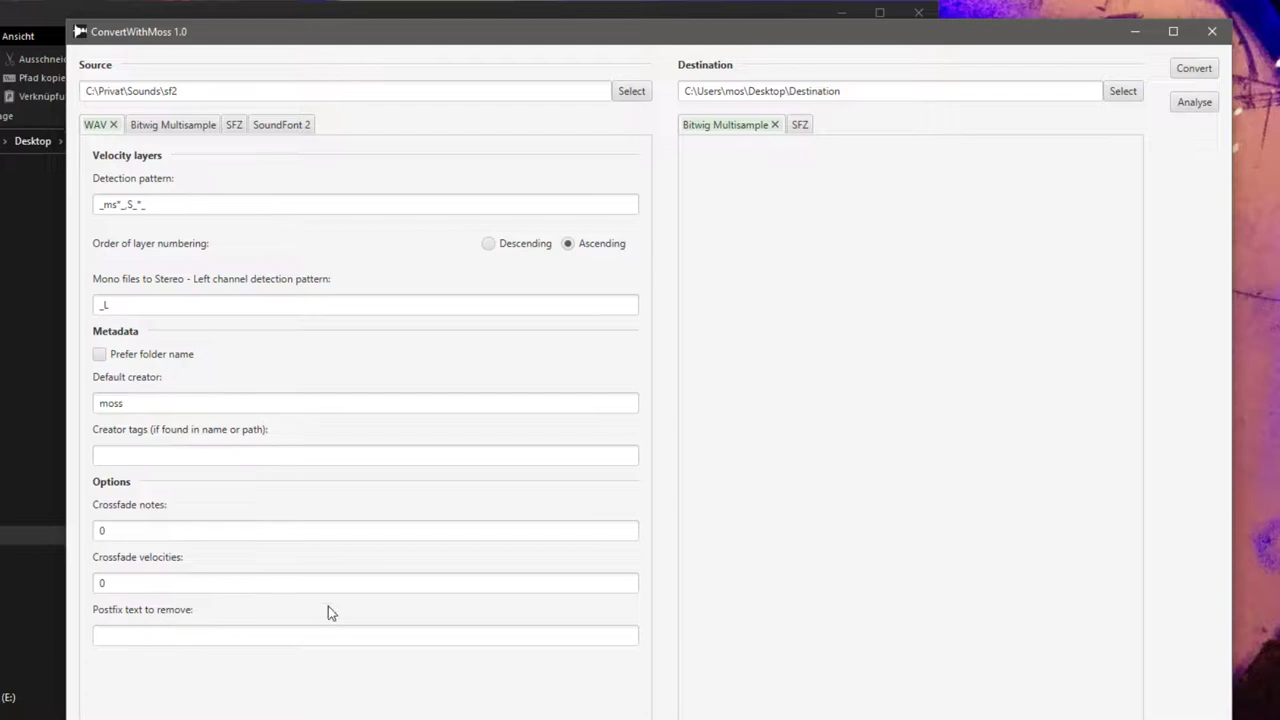 Ansicht
Ausschneid
Pfad kopie
Verknüpfu
age
Desktop
(E:)
ConvertWithMoss 1.0
Source
C:\Privat\Sounds\sf2
Select
WAV Bitwig Multisample SFZ SoundFont 2
Velocity layers
Detection pattern:
_ms*_,S_*_
Order of layer numbering: Descending Ascending
Mono files to Stereo - Left channel detection pattern:
_L
Metadata
Prefer folder name
Default creator:
moss
Creator tags (if found in name or path):
Options
Crossfade notes:
0
Crossfade velocities:
0
Postfix text to remove:
Destination
C:\Users\mos\Desktop\Destination
Select
Bitwig Multisample SFZ
Convert
Analyse